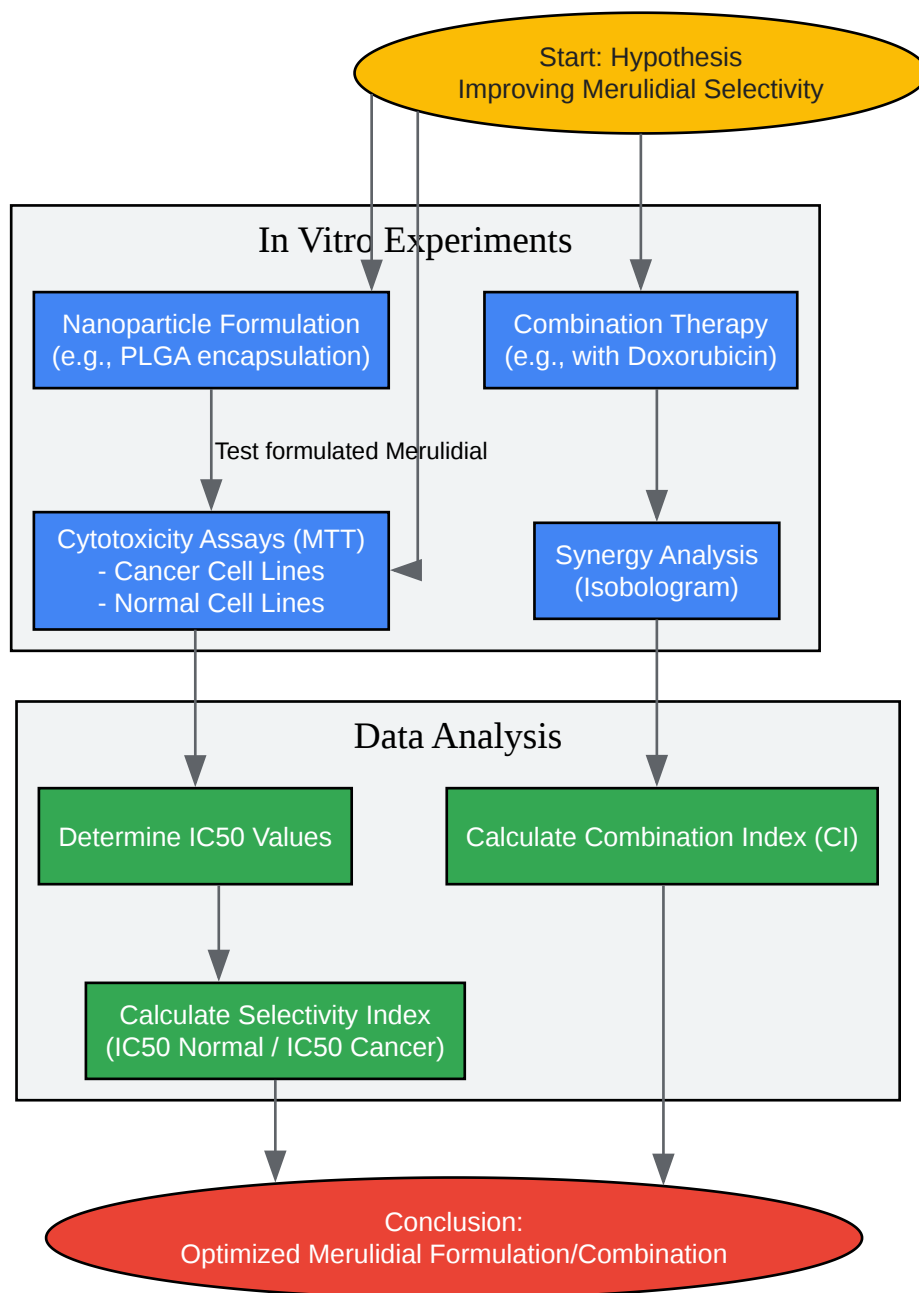 Start: Hypothesis
Improving Merulidial Selectivity
In Vitro Experiments
Nanoparticle Formulation
(e.g., PLGA encapsulation)
Combination Therapy
(e.g., with Doxorubicin)
Test formulated Merulidial
Cytotoxicity Assays (MTT)
- Cancer Cell Lines
- Normal Cell Lines
Synergy Analysis
(Isobologram)
Data Analysis
Determine IC50 Values
Calculate Combination Index (CI)
Calculate Selectivity Index
(IC50 Normal / IC50 Cancer)
Conclusion:
Optimized Merulidial Formulation/Combination